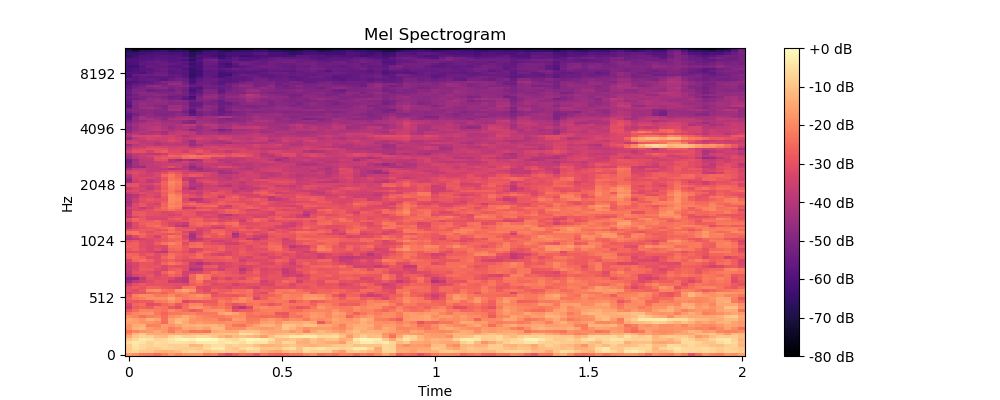 Mel Spectrogram
Hz
8192
4096
2048
1024
512
0
0 0.5 1 1.5 2
Time
+0 dB
-10 dB
-20 dB
-30 dB
-40 dB
-50 dB
-60 dB
-70 dB
-80 dB